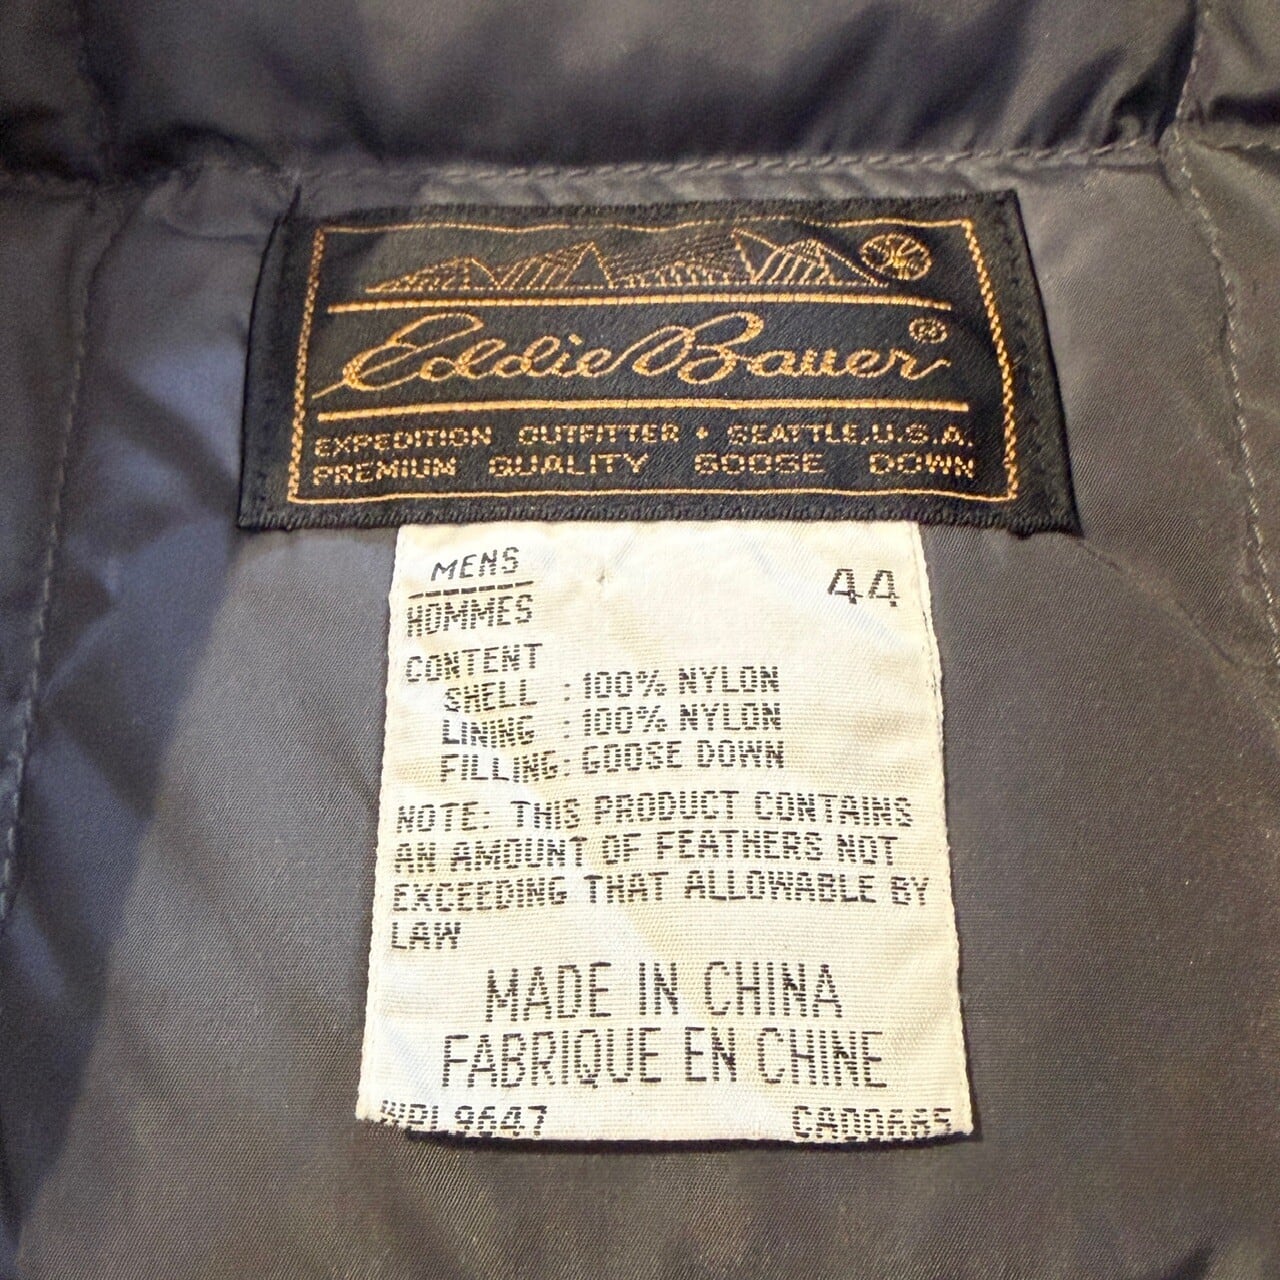 Eddie Bauer®
EXPEDITION OUTFITTER • SEATTLE, U.S.A.
PREMIUM QUALITY GOOSE DOWN
MENS 44
HOMMES
CONTENT
SHELL : 100% NYLON
LINING : 100% NYLON
FILLING: GOOSE DOWN
NOTE: THIS PRODUCT CONTAINS
AN AMOUNT OF FEATHERS NOT
EXCEEDING THAT ALLOWABLE BY
LAW
MADE IN CHINA
FABRIQUE EN CHINE
WPL9647 CA00665